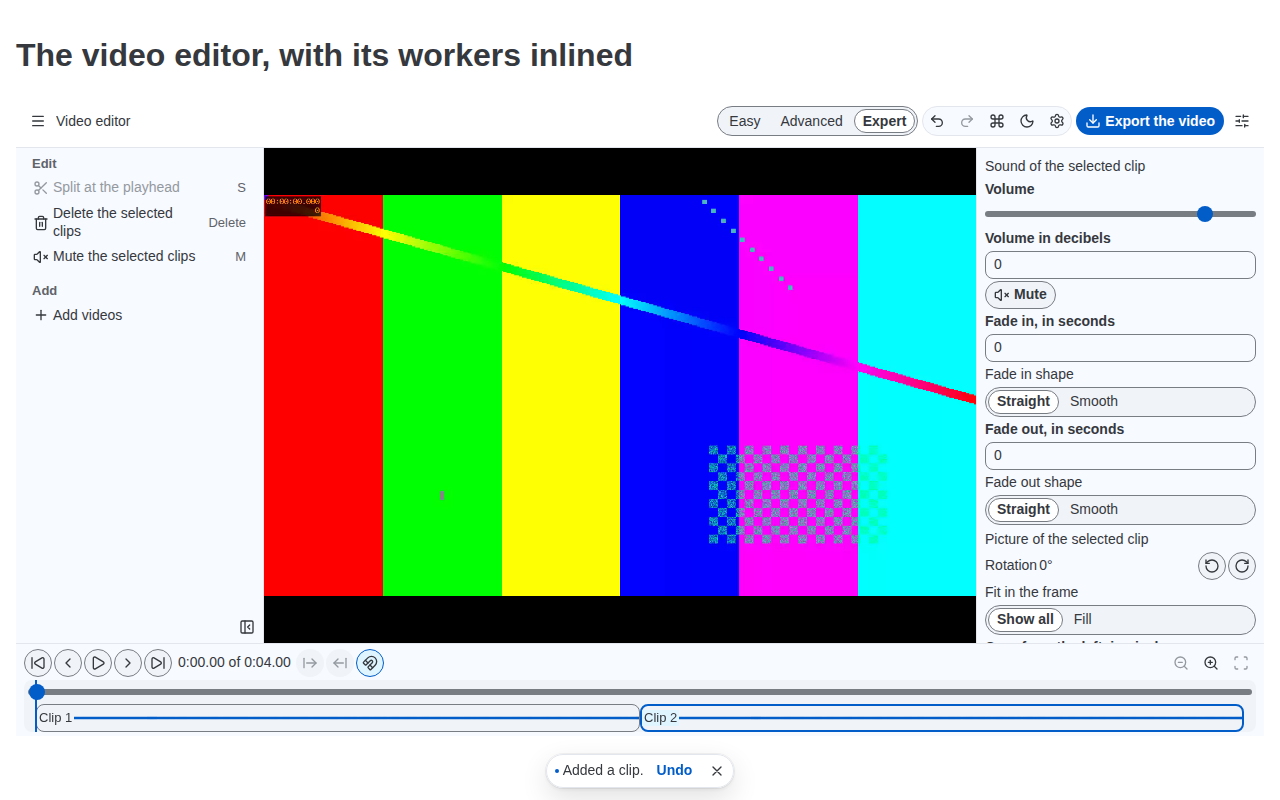 The video editor, with its workers inlined
Video editor
Easy Advanced Expert
Export the video
Edit
Split at the playhead S
Delete the selected clips Delete
Mute the selected clips M
Add
Add videos
00:00:00.000
0
Sound of the selected clip
Volume
Volume in decibels
0
Mute
Fade in, in seconds
0
Fade in shape
Straight Smooth
Fade out, in seconds
0
Fade out shape
Straight Smooth
Picture of the selected clip
Rotation 0°
Fit in the frame
Show all Fill
0:00.00 of 0:04.00
Clip 1 Clip 2
Added a clip. Undo